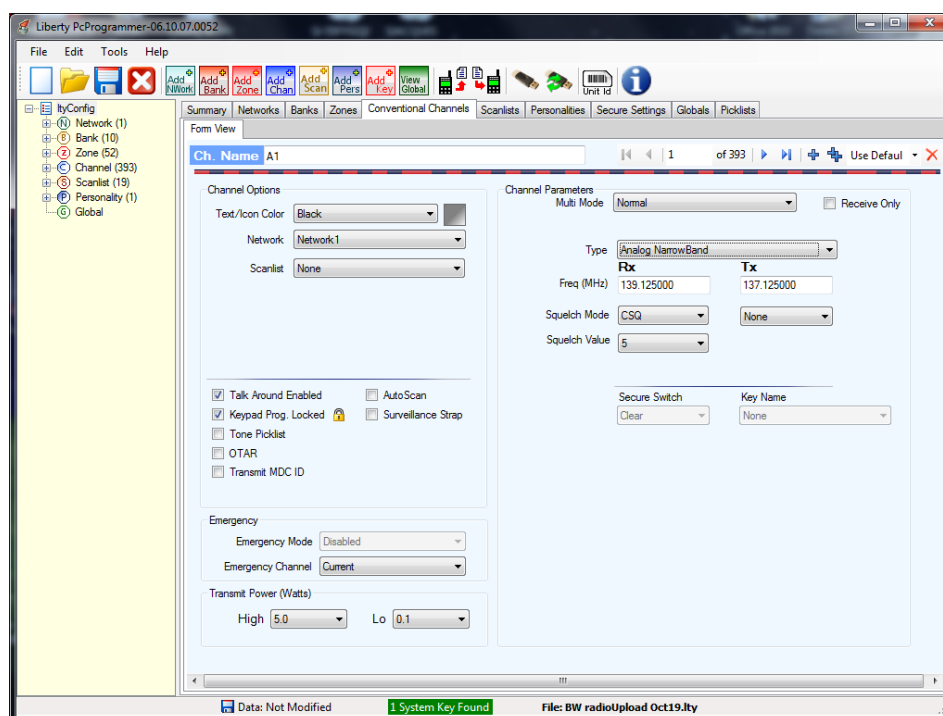 Liberty PcProgrammer-06.10.07.0052
File Edit Tools Help
Add NWork Add Bank Add Zone Add Chan Add Scan Add Pers Add Key View Global Unit Id
Summary Networks Banks Zones Conventional Channels Scanlists Personalities Secure Settings Globals Picklists
ltyConfig
N Network (1)
B Bank (10)
Z Zone (52)
C Channel (393)
S Scanlist (19)
P Personality (1)
G Global
Form View
Ch. Name A1 1 of 393 Use Defaul
Channel Options
Text/Icon Color Black
Network Network1
Scanlist None
Talk Around Enabled AutoScan
Keypad Prog. Locked Surveillance Strap
Tone Picklist
OTAR
Transmit MDC ID
Emergency
Emergency Mode Disabled
Emergency Channel Current
Transmit Power (Watts)
High 5.0 Lo 0.1
Channel Parameters
Multi Mode Normal Receive Only
Type Analog NarrowBand
Rx Tx
Freq (MHz) 139.125000 137.125000
Squelch Mode CSQ None
Squelch Value 5
Secure Switch Key Name
Clear None
Data: Not Modified 1 System Key Found File: BW radioUpload Oct19.lty